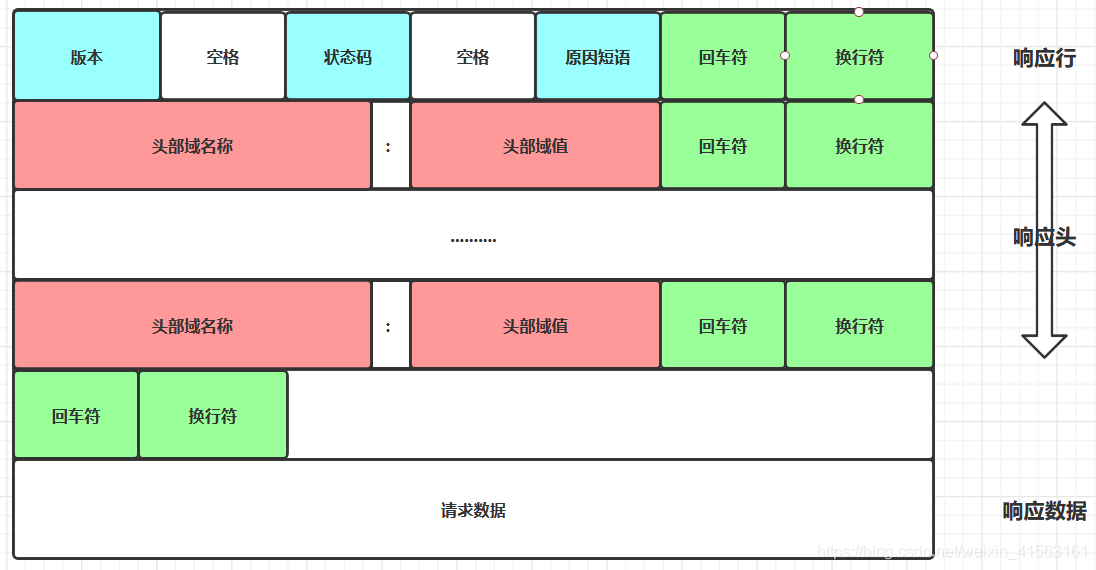 版本 空格 状态码 空格 原因短语 回车符 换行符 响应行
头部域名称 : 头部域值 回车符 换行符
.......... 响应头
头部域名称 : 头部域值 回车符 换行符
回车符 换行符
请求数据 响应数据
https://blog.csdn.net/weixin_41563161